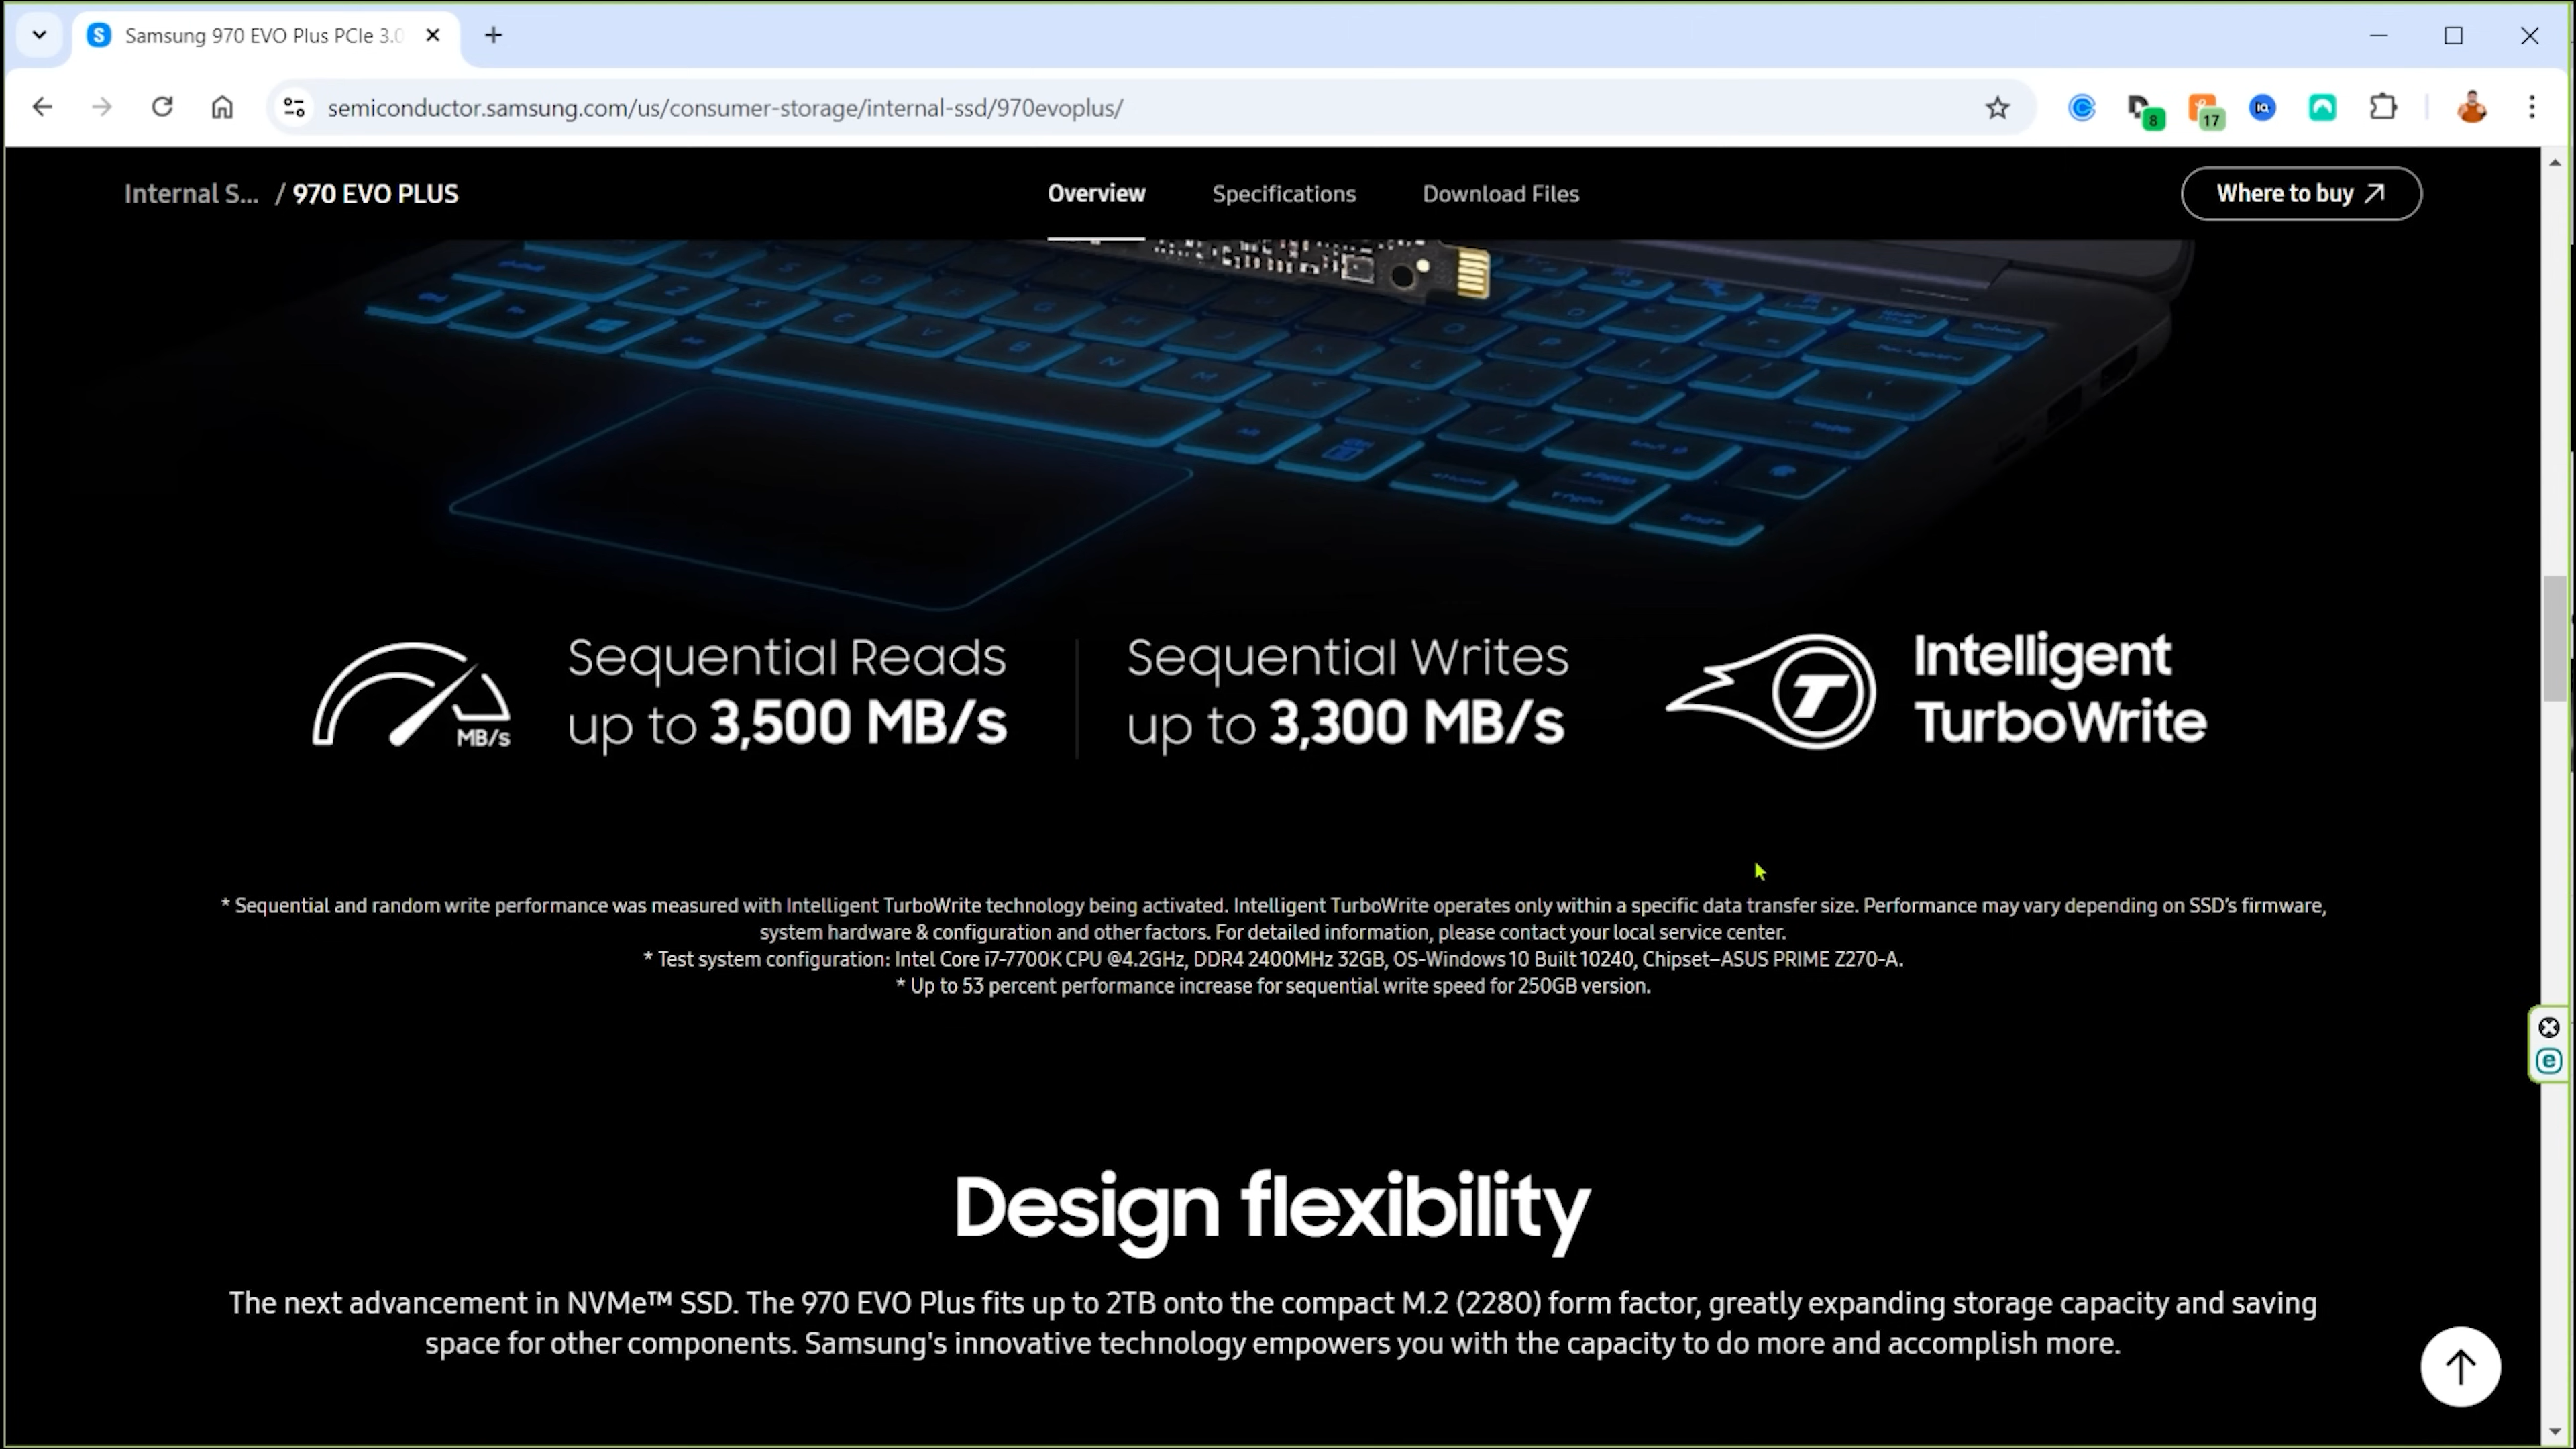 Samsung 970 EVO Plus PCIe 3.0
semiconductor.samsung.com/us/consumer-storage/internal-ssd/970evoplus/
8
17
IQ
Internal S... / 970 EVO PLUS
Overview
Specifications
Download Files
Where to buy
MB/s
Sequential Reads
up to 3,500 MB/s
Sequential Writes
up to 3,300 MB/s
T
Intelligent
TurboWrite
* Sequential and random write performance was measured with Intelligent TurboWrite technology being activated. Intelligent TurboWrite operates only within a specific data transfer size. Performance may vary depending on SSD's firmware,
system hardware & configuration and other factors. For detailed information, please contact your local service center.
* Test system configuration: Intel Core i7-7700K CPU @4.2GHz, DDR4 2400MHz 32GB, OS-Windows 10 Built 10240, Chipset–ASUS PRIME Z270-A.
* Up to 53 percent performance increase for sequential write speed for 250GB version.
Design flexibility
The next advancement in NVMe™ SSD. The 970 EVO Plus fits up to 2TB onto the compact M.2 (2280) form factor, greatly expanding storage capacity and saving
space for other components. Samsung's innovative technology empowers you with the capacity to do more and accomplish more.